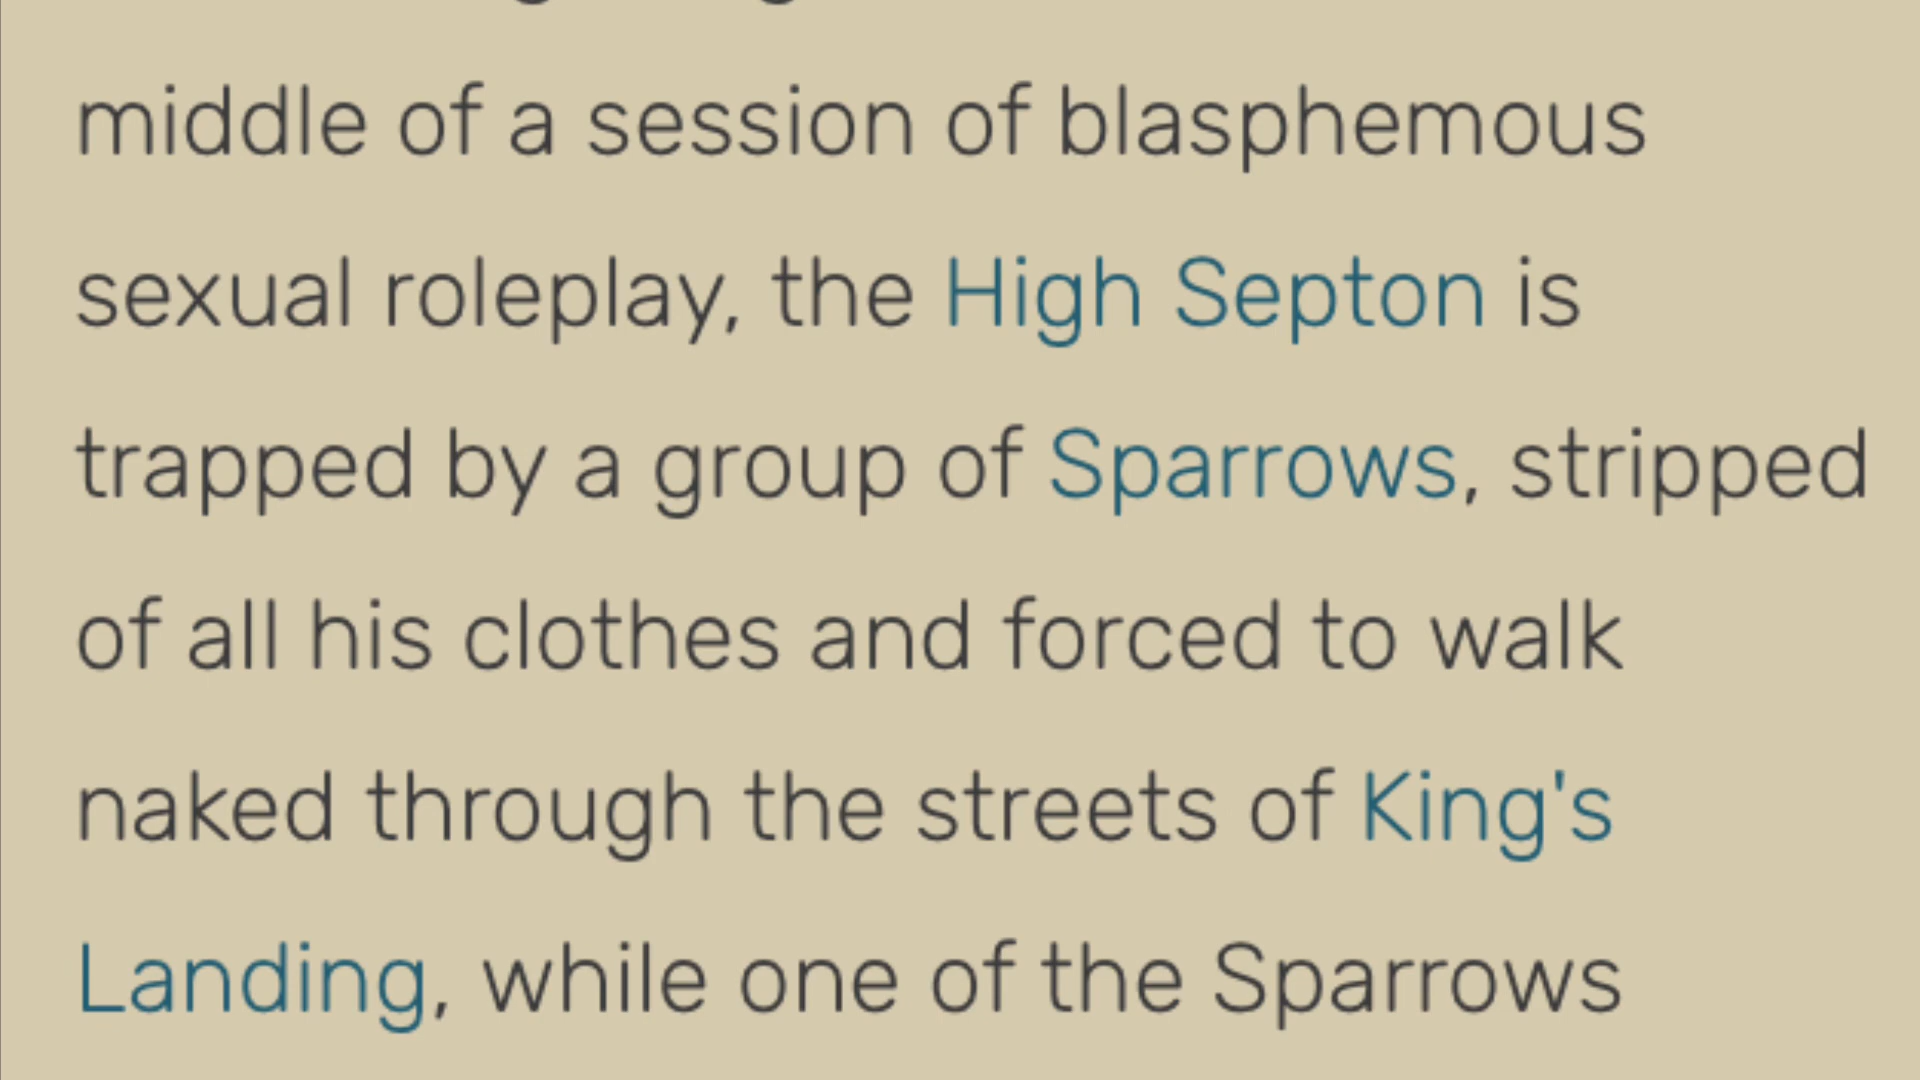 middle of a session of blasphemous
sexual roleplay, the High Septon is
trapped by a group of Sparrows, stripped
of all his clothes and forced to walk
naked through the streets of King's
Landing, while one of the Sparrows